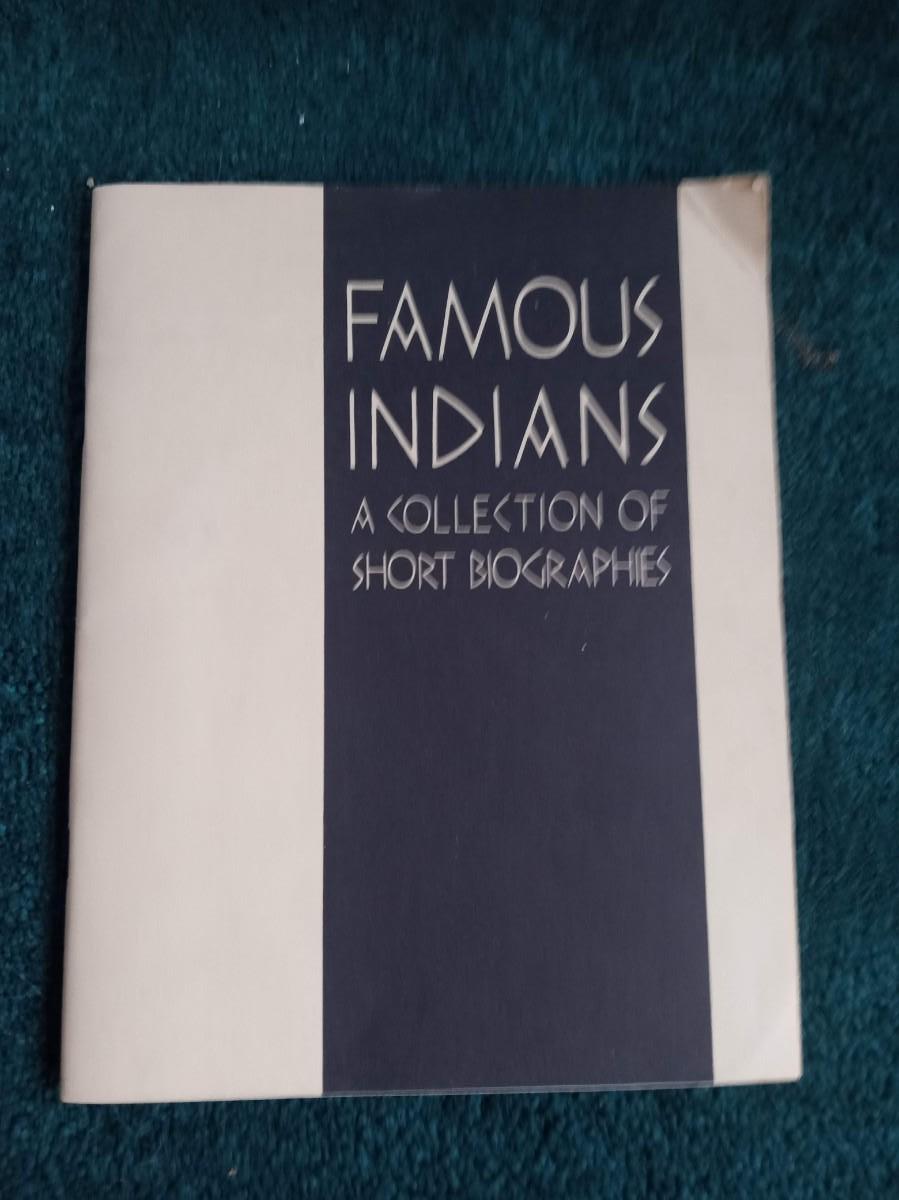 FAMOUS
INDIANS
A COLLECTION OF
SHORT BIOGRAPHIES